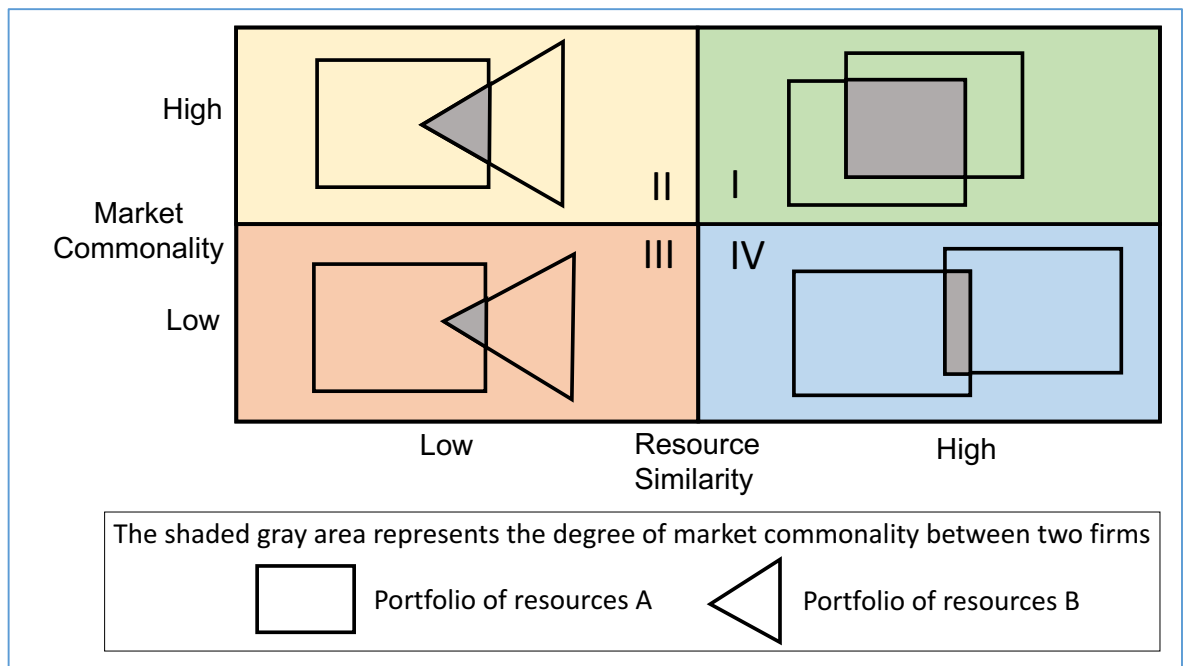 High
II
I
Market
Commonality
III
IV
Low
Low
Resource
Similarity
High
The shaded gray area represents the degree of market commonality between two firms
Portfolio of resources A
Portfolio of resources B